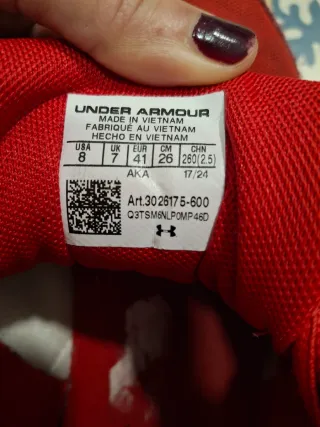 UNDER ARMOUR
MADE IN VIETNAM
FABRIQUÉ AU VIETNAM
HECHO EN VIETNAM
USA UK EUR CM CHN
8 7 41 26 260(2.5)
AKA 17/24
Art.3026175-600
Q3TSM6NLP0MP46D